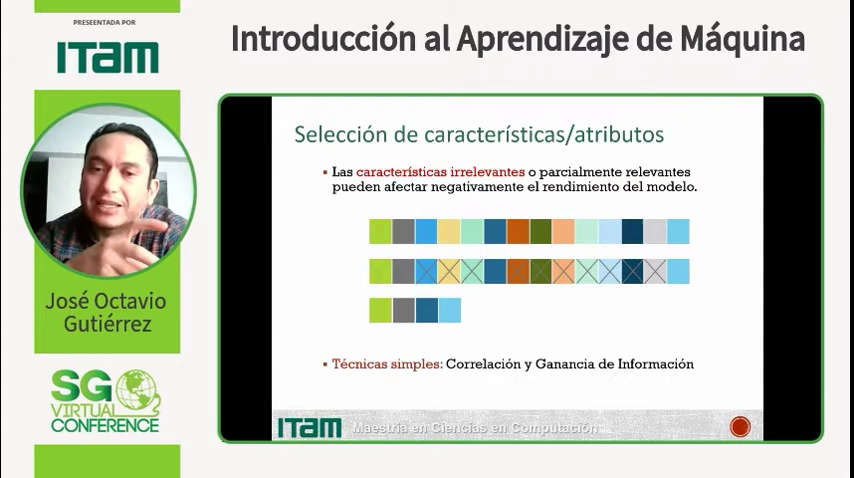 PRESEENTADA POR
ITAM
Introducción al Aprendizaje de Máquina
José Octavio
Gutiérrez
SG
VIRTUAL
CONFERENCE
Selección de características/atributos
▪ Las características irrelevantes o parcialmente relevantes
pueden afectar negativamente el rendimiento del modelo.
▪ Técnicas simples: Correlación y Ganancia de Información
ITAM Maestría en Ciencias en Computación